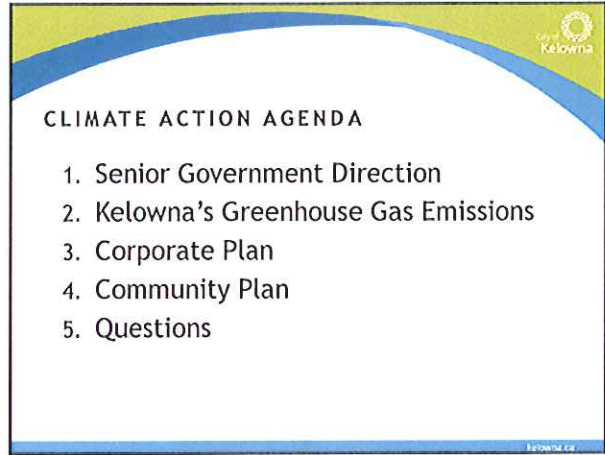 City of
Kelowna
CLIMATE ACTION AGENDA
1. Senior Government Direction
2. Kelowna's Greenhouse Gas Emissions
3. Corporate Plan
4. Community Plan
5. Questions
kelowna.ca